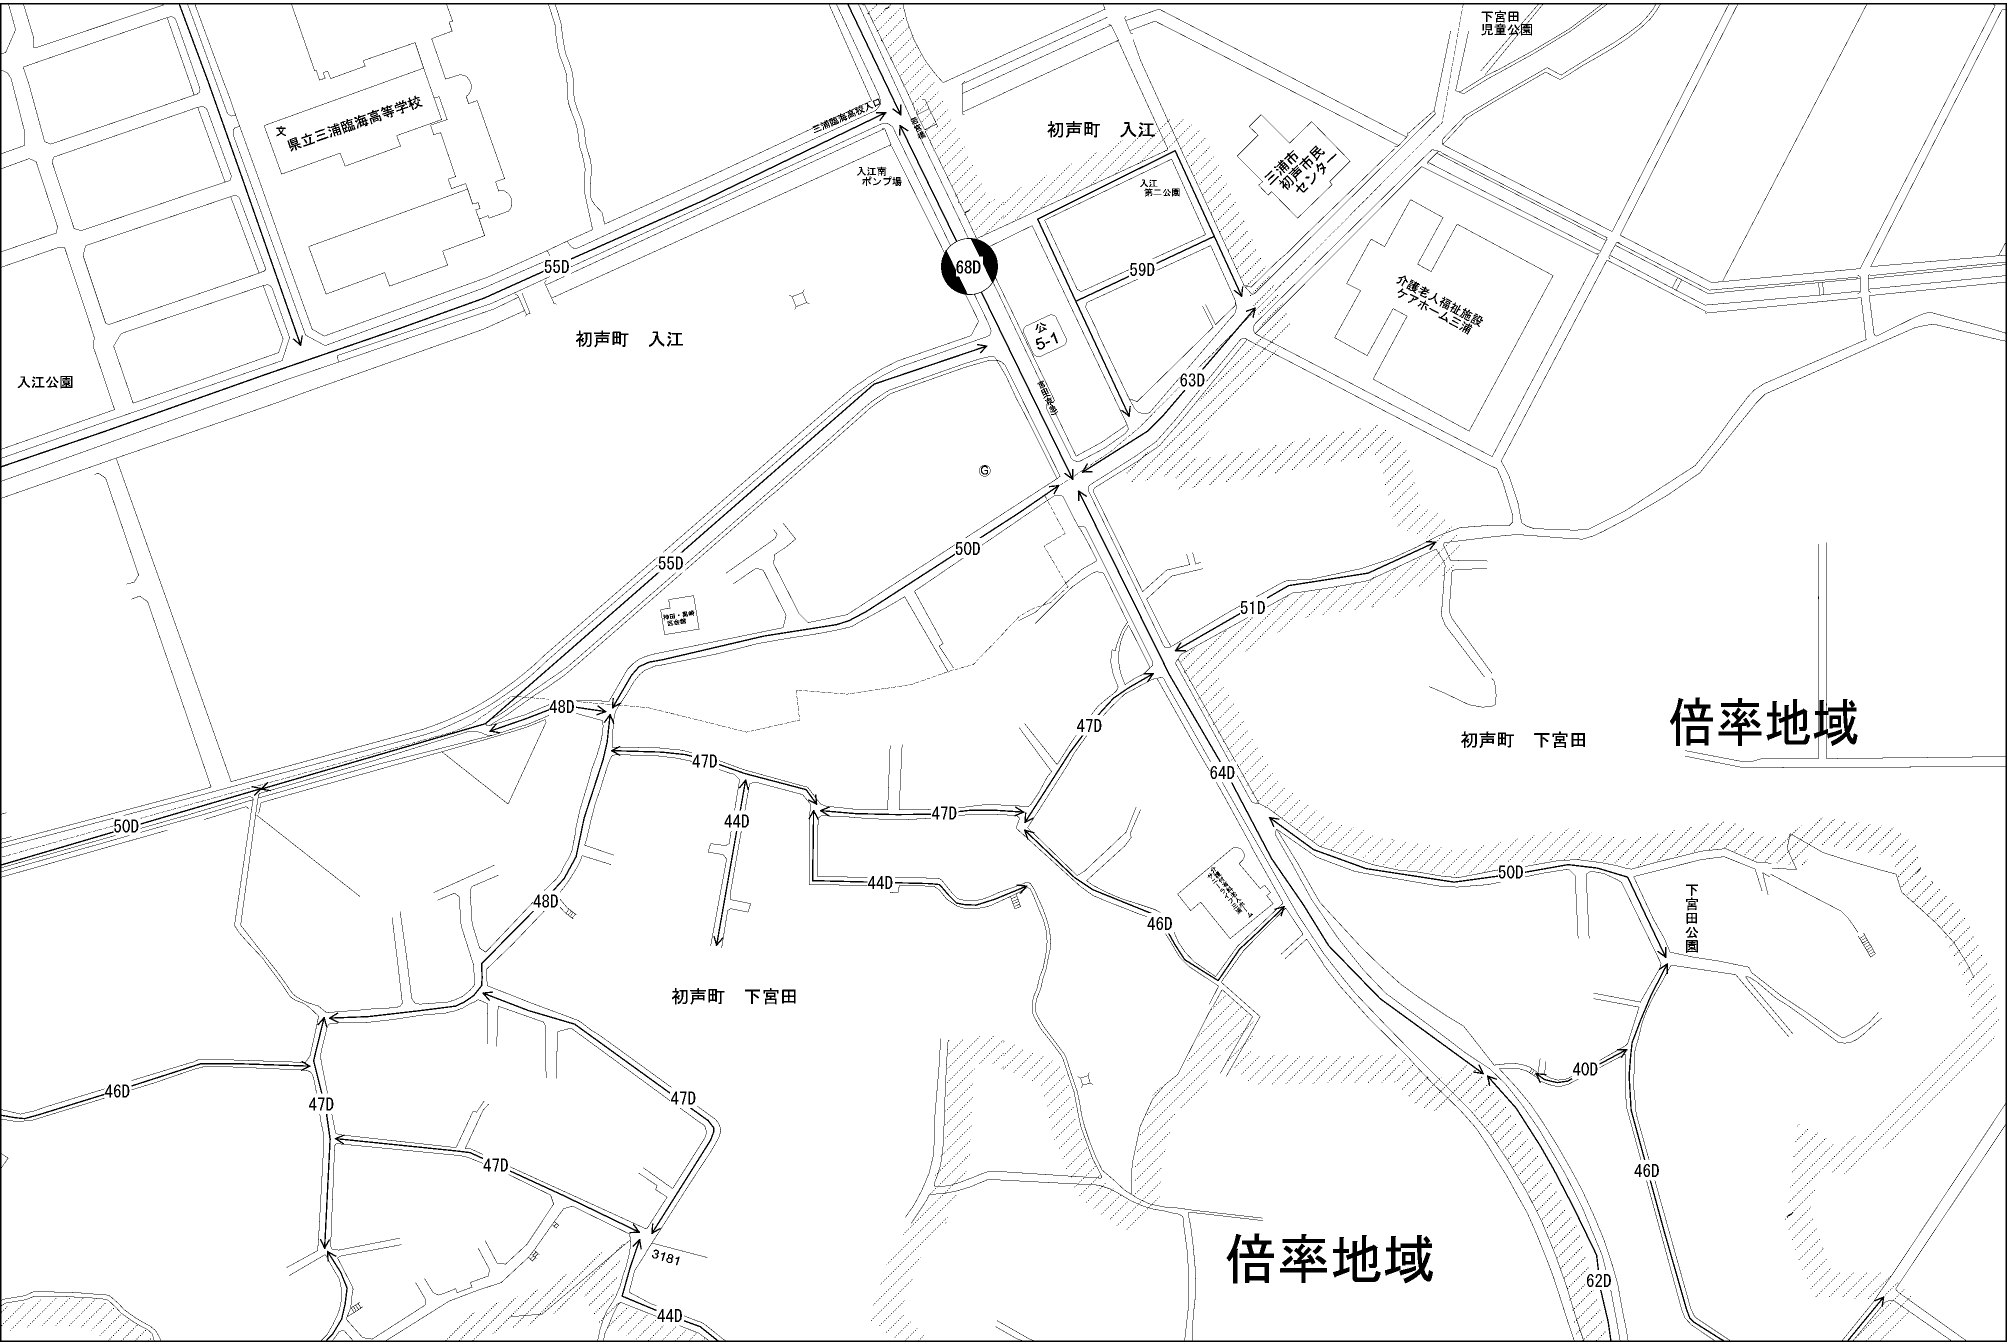 下宮田
児童公園
文
県立三浦臨海高等学校
三浦臨海高校入口
初声町 入江
入江南
ポンプ場
入江
第二公園
三浦市
初声市民
センター
55D
68D
59D
介護老人福祉施設
ケアホーム三浦
公
5-1
初声町 入江
入江公園
63D
G
50D
55D
51D
48D
倍率地域
初声町 下宮田
47D
47D
64D
50D
44D
47D
44D
50D
48D
46D
下宮田公園
初声町 下宮田
40D
46D
47D
47D
47D
46D
3181
倍率地域
62D
44D